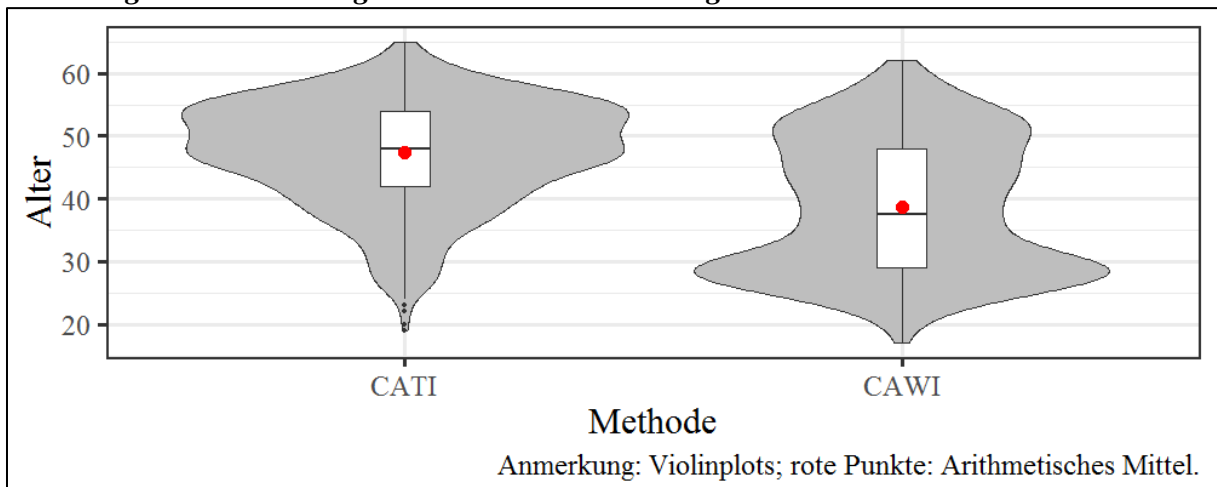 60
50
40
30
20
Alter
CATI CAWI
Methode
Anmerkung: Violinplots; rote Punkte: Arithmetisches Mittel.